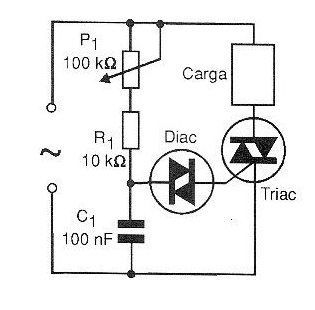 P1
100 kΩ
Carga
R1
10 kΩ
Diac
~
Triac
C1
100 nF